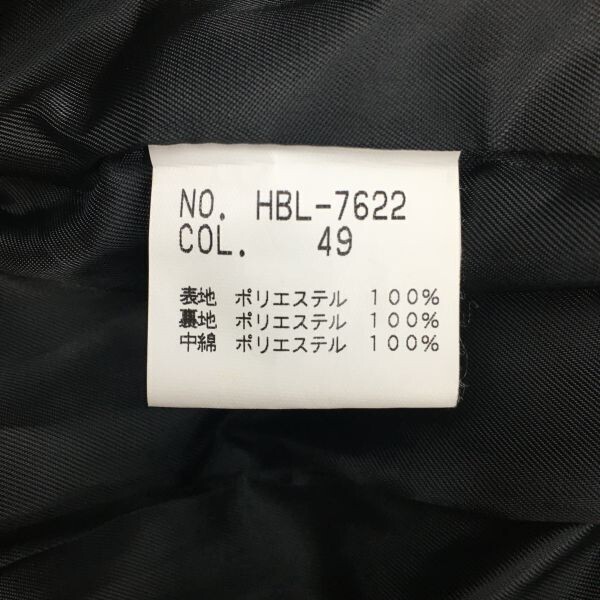 NO. HBL-7622
COL. 49
表地 ポリエステル １００％
裏地 ポリエステル １００％
中綿 ポリエステル １００％